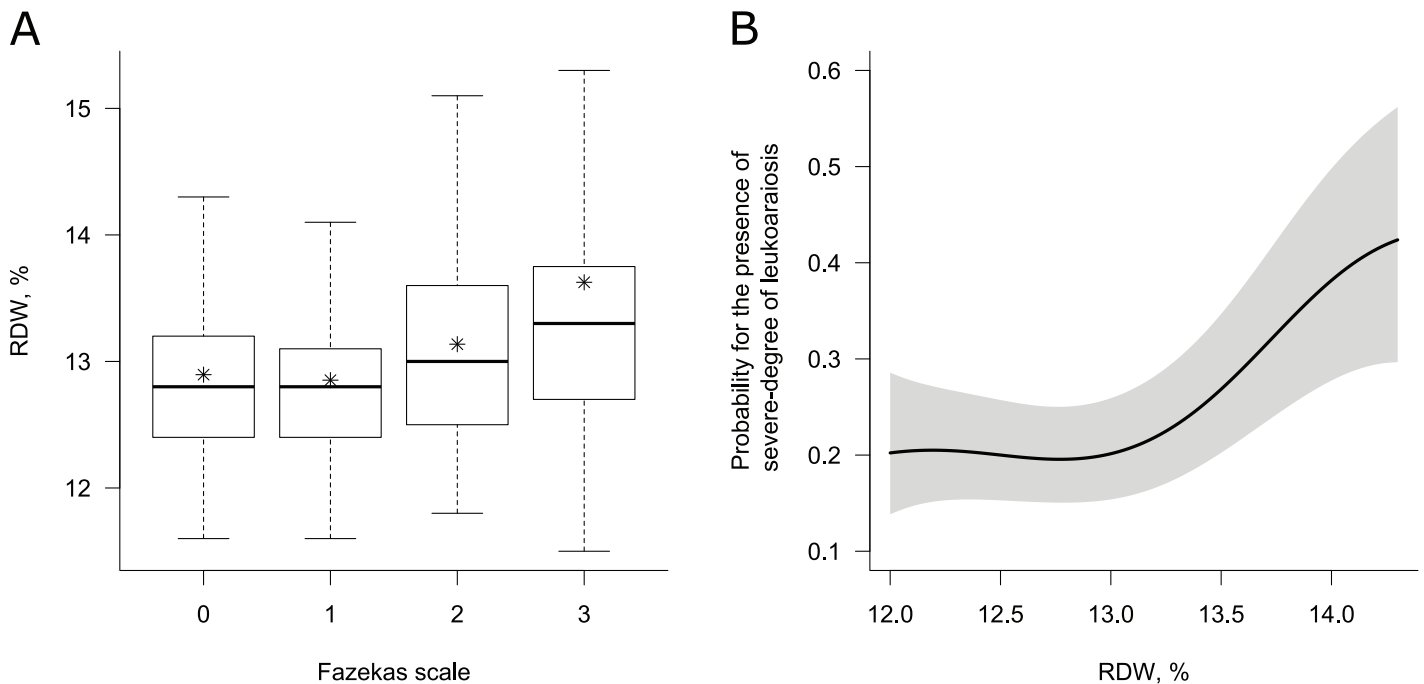 A
15
14
13
12
RDW, %
0 1 2 3
Fazekas scale
B
0.6
0.5
0.4
0.3
0.2
0.1
Probability for the presence of
severe-degree of leukoaraiosis
12.0 12.5 13.0 13.5 14.0
RDW, %